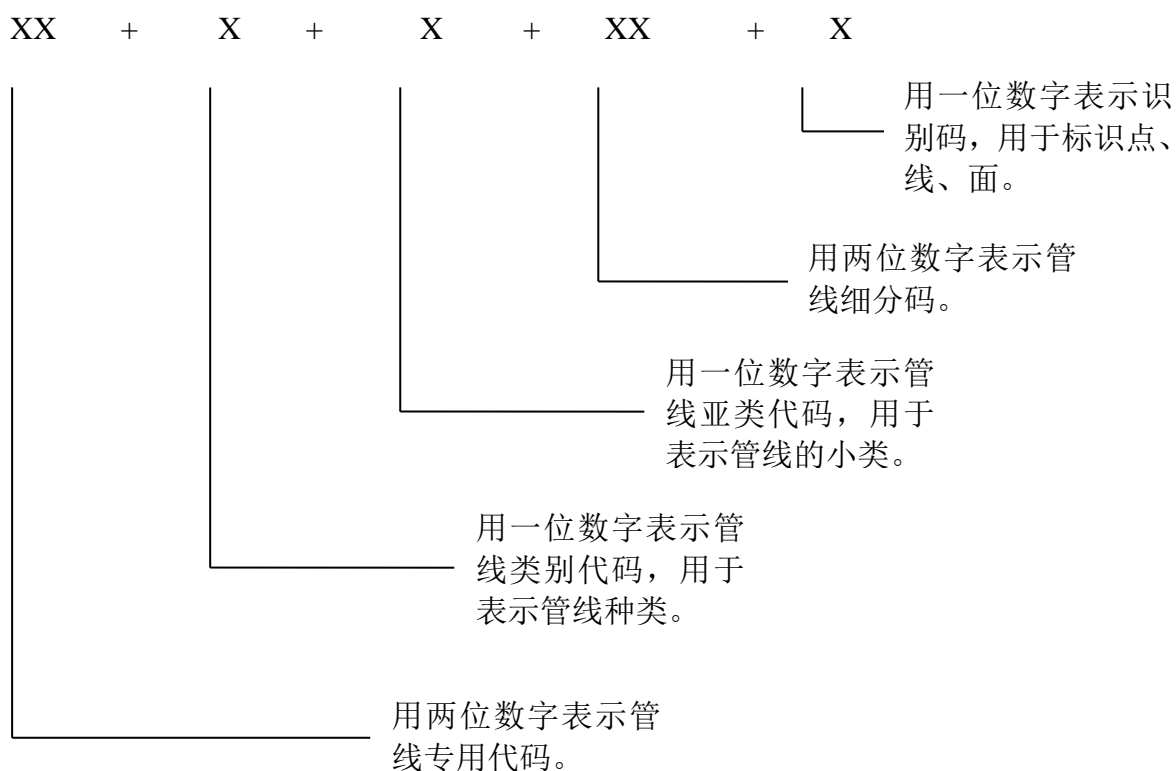 XX + X + X + XX + X
用一位数字表示识
别码，用于标识点、
线、面。
用两位数字表示管
线细分码。
用一位数字表示管
线亚类代码，用于
表示管线的小类。
用一位数字表示管
线类别代码，用于
表示管线种类。
用两位数字表示管
线专用代码。